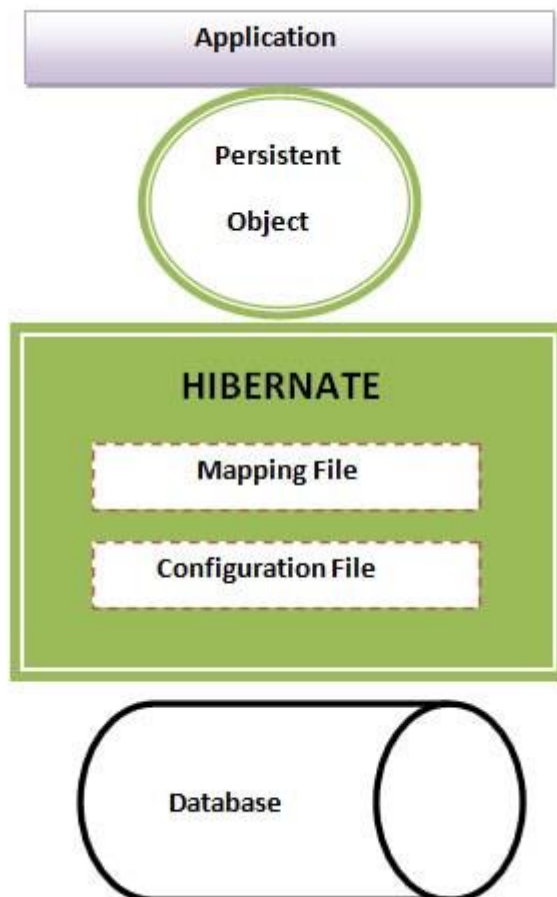 Application
Persistent
Object
HIBERNATE
Mapping File
Configuration File
Database